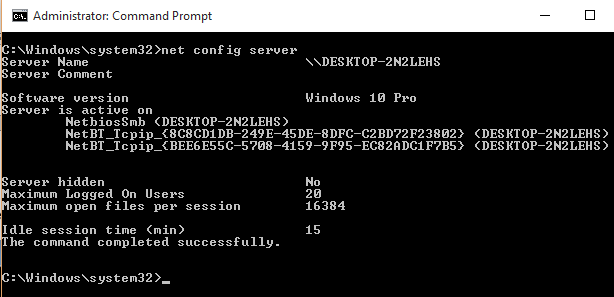 Administrator: Command Prompt
C:\Windows\system32>net config server
Server Name \\DESKTOP-2N2LEHS
Server Comment
Software version Windows 10 Pro
Server is active on
NetbiosSmb (DESKTOP-2N2LEHS)
NetBT_Tcpip_{8C8CD1DB-249E-45DE-8DFC-C2BD72F23802} (DESKTOP-2N2LEHS)
NetBT_Tcpip_{BEE6E55C-5708-4159-9F95-EC82ADC1F7B5} (DESKTOP-2N2LEHS)
Server hidden No
Maximum Logged On Users 20
Maximum open files per session 16384
Idle session time (min) 15
The command completed successfully.
C:\Windows\system32>_